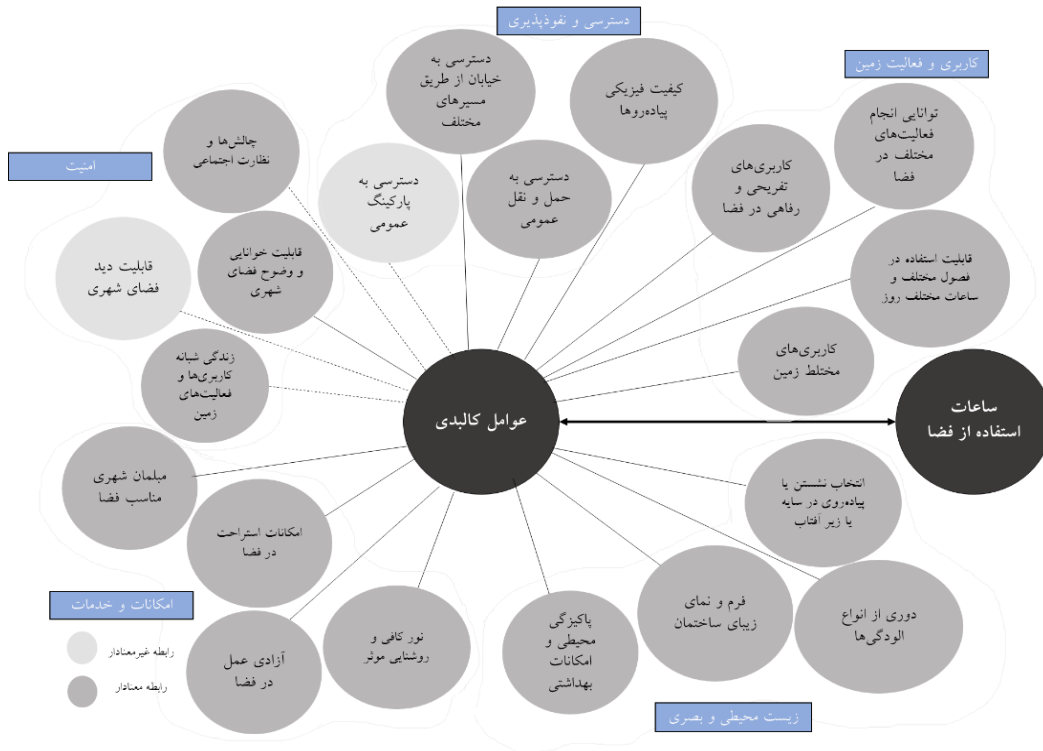 دسترسی و نفوذپذیری
دسترسی به
خیابان از طریق
مسیرهای
مختلف
کیفیت فیزیکی
پیاده‌روها
دسترسی به
پارکینگ
عمومی
دسترسی به
حمل و نقل
عمومی
کاربری و فعالیت زمین
توانایی انجام
فعالیت‌های
مختلف در
فضا
کاربری‌های
تفریحی و
رفاهی در فضا
قابلیت استفاده در
فصول مختلف و
ساعات مختلف روز
کاربری‌های
مختلط زمین
امنیت
چالش‌ها و
نظارت اجتماعی
قابلیت خوانایی
و وضوح فضای
شهری
قابلیت دید
فضای شهری
زندگی شبانه
کاربری‌ها و
فعالیت‌های
زمین
عوامل کالبدی
ساعات
استفاده از فضا
مبلمان شهری
مناسب فضا
امکانات استراحت
در فضا
آزادی عمل
در فضا
نور کافی و
روشنایی موثر
امکانات و خدمات
رابطه غیرمعنادار
رابطه معنادار
انتخاب نشستن یا
پیاده‌روی در سایه
یا زیر آفتاب
دوری از انواع
الودگی‌ها
فرم و نمای
زیبای ساختمان
پاکیزگی
محیطی و
امکانات
بهداشتی
زیست محیطی و بصری